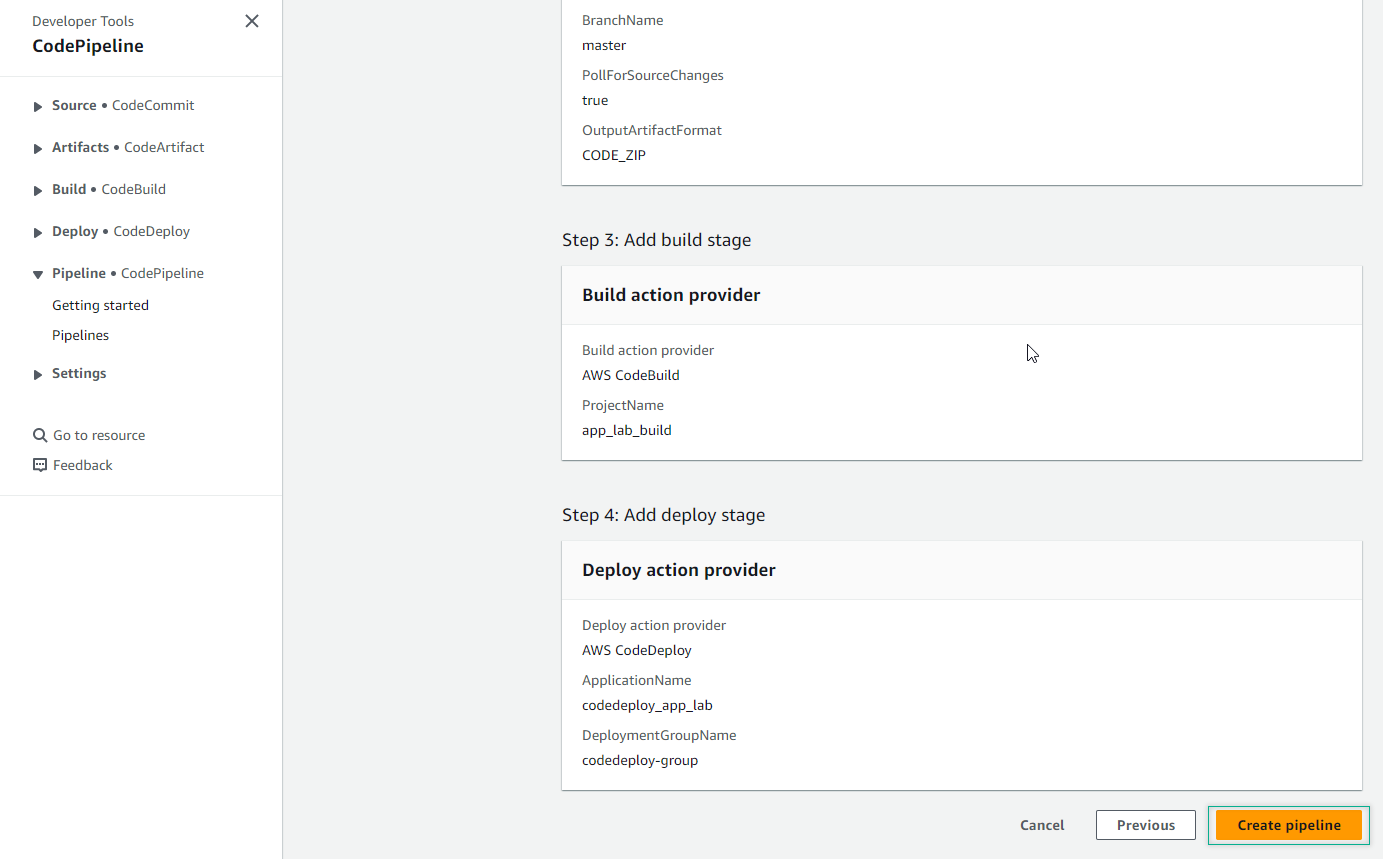 Developer Tools
CodePipeline
Source • CodeCommit
Artifacts • CodeArtifact
Build • CodeBuild
Deploy • CodeDeploy
Pipeline • CodePipeline
Getting started
Pipelines
Settings
Go to resource
Feedback
BranchName
master
PollForSourceChanges
true
OutputArtifactFormat
CODE_ZIP
Step 3: Add build stage
Build action provider
Build action provider
AWS CodeBuild
ProjectName
app_lab_build
Step 4: Add deploy stage
Deploy action provider
Deploy action provider
AWS CodeDeploy
ApplicationName
codedeploy_app_lab
DeploymentGroupName
codedeploy-group
Cancel
Previous
Create pipeline